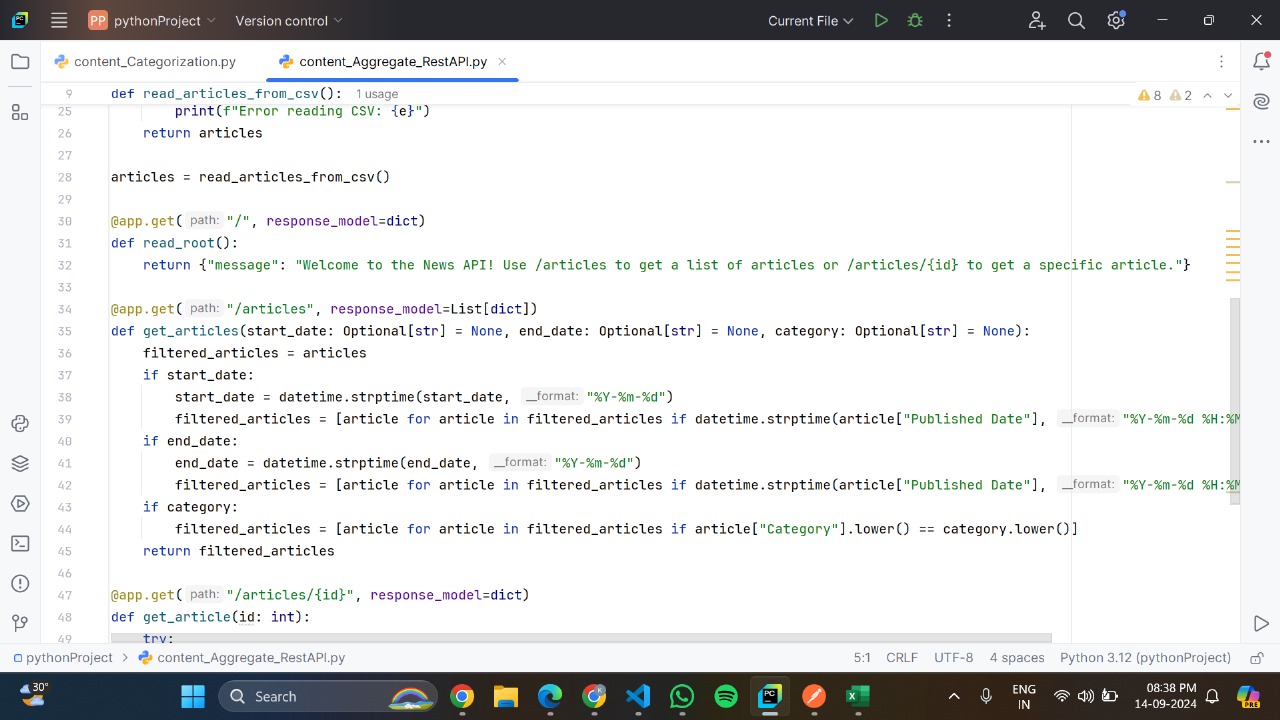 PP pythonProject Version control Current File
content_Categorization.py content_Aggregate_RestAPI.py
9 def read_articles_from_csv(): 1 usage 8 2
25 print(f"Error reading CSV: {e}")
26 return articles
27
28 articles = read_articles_from_csv()
29
30 @app.get( path: "/", response_model=dict)
31 def read_root():
32 return {"message": "Welcome to the News API! Use /articles to get a list of articles or /articles/{id} to get a specific article."}
33
34 @app.get( path: "/articles", response_model=List[dict])
35 def get_articles(start_date: Optional[str] = None, end_date: Optional[str] = None, category: Optional[str] = None):
36 filtered_articles = articles
37 if start_date:
38 start_date = datetime.strptime(start_date, __format: "%Y-%m-%d")
39 filtered_articles = [article for article in filtered_articles if datetime.strptime(article["Published Date"], __format: "%Y-%m-%d %H:%M
40 if end_date:
41 end_date = datetime.strptime(end_date, __format: "%Y-%m-%d")
42 filtered_articles = [article for article in filtered_articles if datetime.strptime(article["Published Date"], __format: "%Y-%m-%d %H:%M
43 if category:
44 filtered_articles = [article for article in filtered_articles if article["Category"].lower() == category.lower()]
45 return filtered_articles
46
47 @app.get( path: "/articles/{id}", response_model=dict)
48 def get_article(id: int):
49 try:
pythonProject > content_Aggregate_RestAPI.py 5:1 CRLF UTF-8 4 spaces Python 3.12 (pythonProject)
30° Search ENG 08:38 PM
IN 14-09-2024